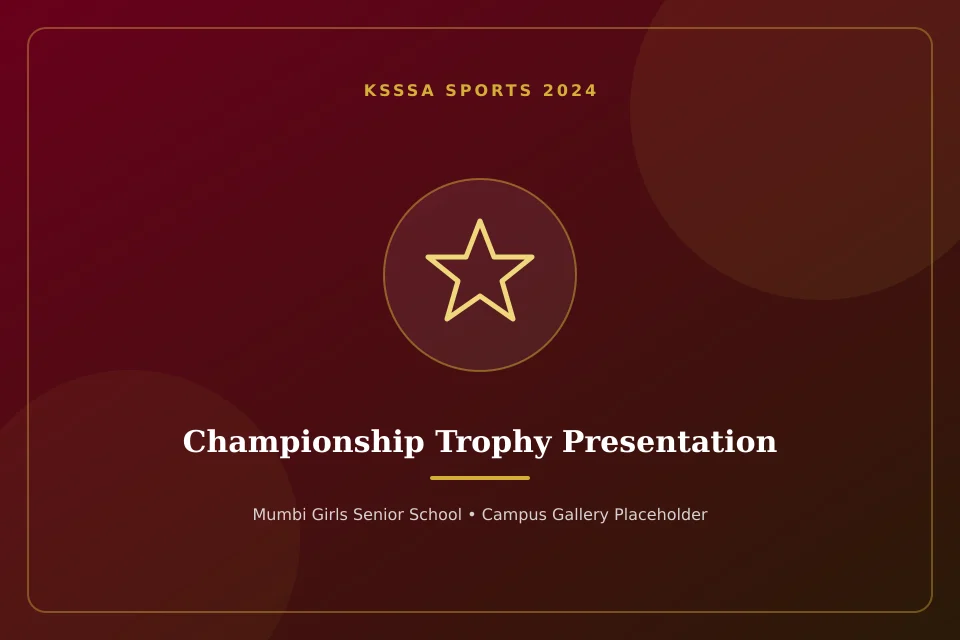 KSSSA SPORTS 2024
Championship Trophy Presentation
Mumbi Girls Senior School • Campus Gallery Placeholder